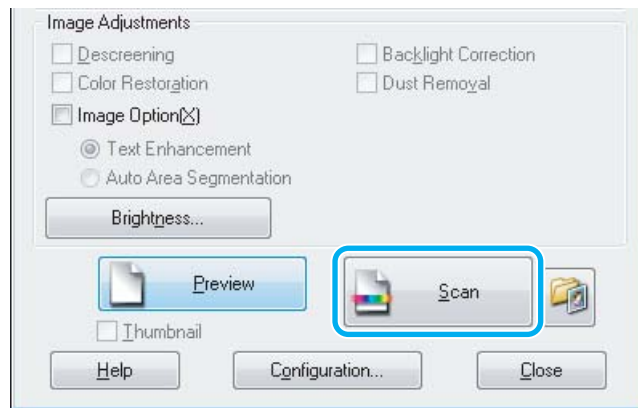 Image Adjustments
Descreening Backlight Correction
Color Restoration Dust Removal
Image Option(X)
Text Enhancement
Auto Area Segmentation
Brightness...
Preview Scan
Thumbnail
Help Configuration... Close